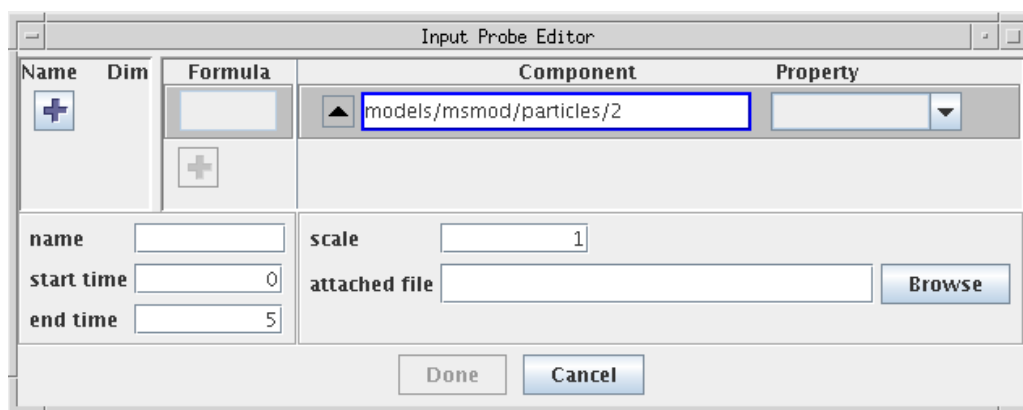 Input Probe Editor
Name Dim Formula Component Property
models/msmod/particles/2
name scale 1
start time 0 attached file Browse
end time 5
Done Cancel